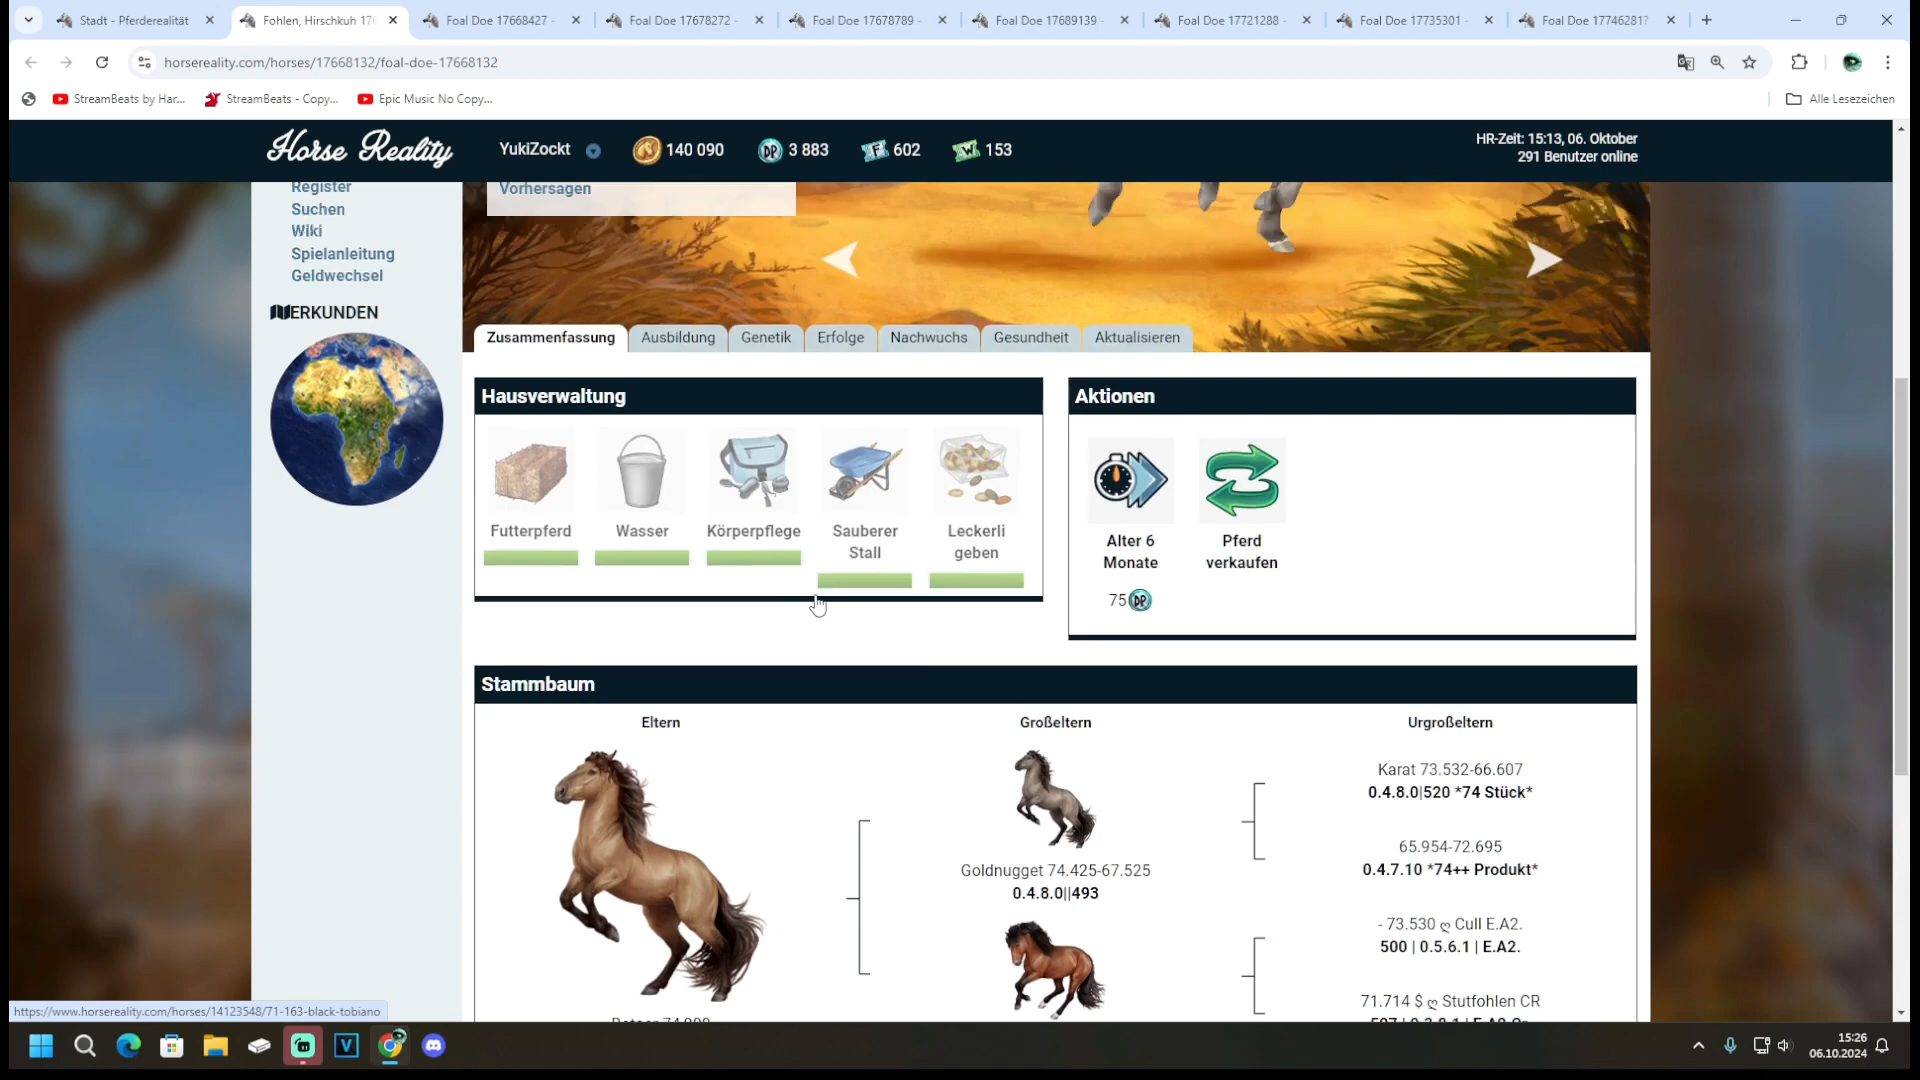 Stadt - Pferderealität
Fohlen, Hirschkuh 176
Foal Doe 17668427 -
Foal Doe 17678272 -
Foal Doe 17678789 -
Foal Doe 17689139 -
Foal Doe 17721288 -
Foal Doe 17735301 -
Foal Doe 17746281? -
horsereality.com/horses/17668132/foal-doe-17668132
StreamBeats by Har...
StreamBeats - Copy...
Epic Music No Copy...
Alle Lesezeichen
Horse Reality
YukiZockt
140 090
DP 3 883
F 602
W 153
HR-Zeit: 15:13, 06. Oktober
291 Benutzer online
Register
Suchen
Wiki
Spielanleitung
Geldwechsel
ERKUNDEN
Vorhersagen
Zusammenfassung
Ausbildung
Genetik
Erfolge
Nachwuchs
Gesundheit
Aktualisieren
Hausverwaltung
Futterpferd
Wasser
Körperpflege
Sauberer
Stall
Leckerli
geben
Aktionen
Alter 6
Monate
75 DP
Pferd
verkaufen
Stammbaum
Eltern
Großeltern
Urgroßeltern
Goldnugget 74.425-67.525
0.4.8.0||493
Karat 73.532-66.607
0.4.8.0|520 *74 Stück*
65.954-72.695
0.4.7.10 *74++ Produkt*
- 73.530 ღ Cull E.A2.
500 | 0.5.6.1 | E.A2.
71.714 $ ღ Stutfohlen CR
https://www.horsereality.com/horses/14123548/71-163-black-tobiano
15:26
06.10.2024